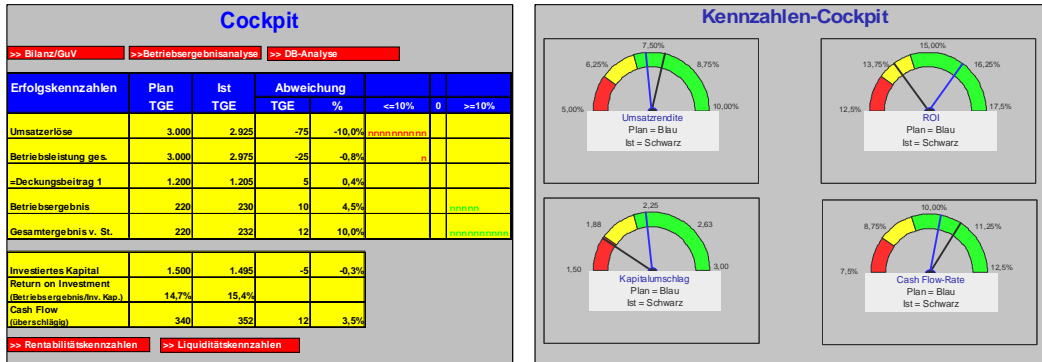 Cockpit
>> Bilanz/GuV >>Betriebsergebnisanalyse >> DB-Analyse
Erfolgskennzahlen Plan Ist Abweichung
TGE TGE TGE % <=10% 0 >=10%
Umsatzerlöse 3.000 2.925 -75 -10,0% nnnnnnnnnn
Betriebsleistung ges. 3.000 2.975 -25 -0,8% n
=Deckungsbeitrag 1 1.200 1.205 5 0,4%
Betriebsergebnis 220 230 10 4,5% nnnnn
Gesamtergebnis v. St. 220 232 12 10,0% nnnnnnnnnn
Investiertes Kapital 1.500 1.495 -5 -0,3%
Return on Investment
(Betriebsergebnis/Inv. Kap.) 14,7% 15,4%
Cash Flow
(überschlägig) 340 352 12 3,5%
>> Rentabilitätskennzahlen >> Liquiditätskennzahlen
Kennzahlen-Cockpit
7,50%
6,25% 8,75%
5,00% 10,00%
Umsatzrendite
Plan = Blau
Ist = Schwarz
15,00%
13,75% 16,25%
12,5% 17,5%
ROI
Plan = Blau
Ist = Schwarz
2,25
1,88 2,63
1,50 3,00
Kapitalumschlag
Plan = Blau
Ist = Schwarz
10,00%
8,75% 11,25%
7,5% 12,5%
Cash Flow-Rate
Plan = Blau
Ist = Schwarz